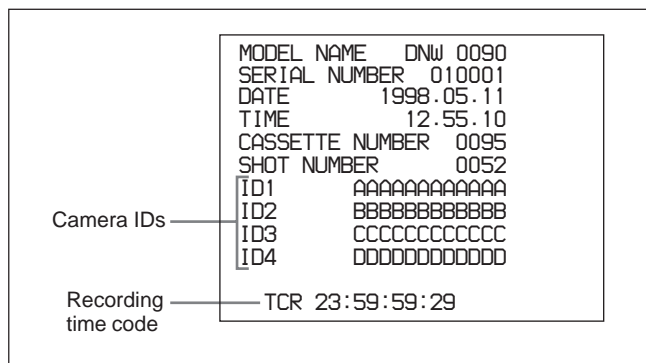 MODEL NAME DNW 0090
SERIAL NUMBER 010001
DATE 1998.05.11
TIME 12.55.10
CASSETTE NUMBER 0095
SHOT NUMBER 0052
Camera IDs
ID1 AAAAAAAAAAAA
ID2 BBBBBBBBBBBB
ID3 CCCCCCCCCCCC
ID4 DDDDDDDDDDDD
Recording
time code
TCR 23:59:59:29